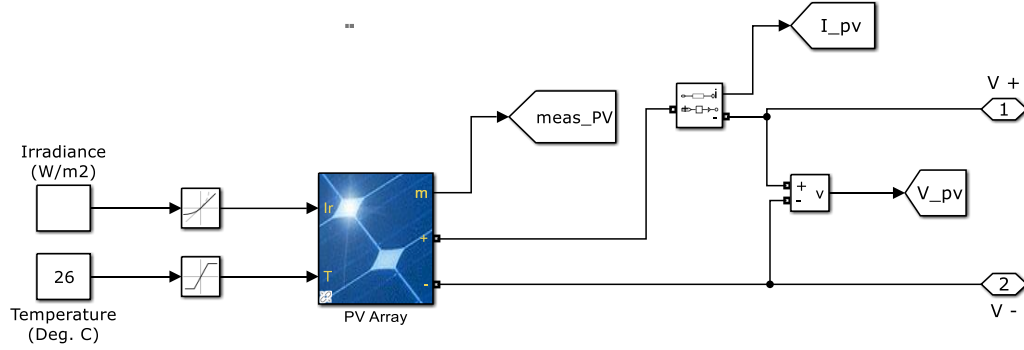 I_pv
V +
i
+
-
1
meas_PV
Irradiance
(W/m2)
m
Ir
+
v
-
V_pv
+
26
T
-
2
Temperature
(Deg. C)
PV Array
V -